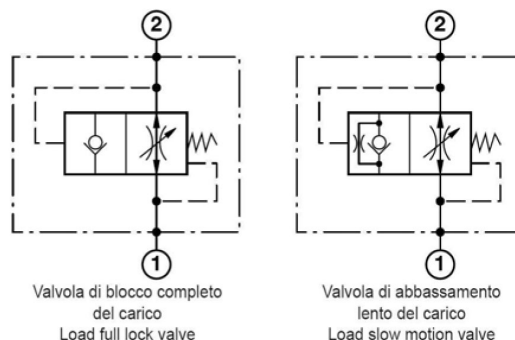 2
2
1
1
Valvola di blocco completo
del carico
Load full lock valve
Valvola di abbassamento
lento del carico
Load slow motion valve